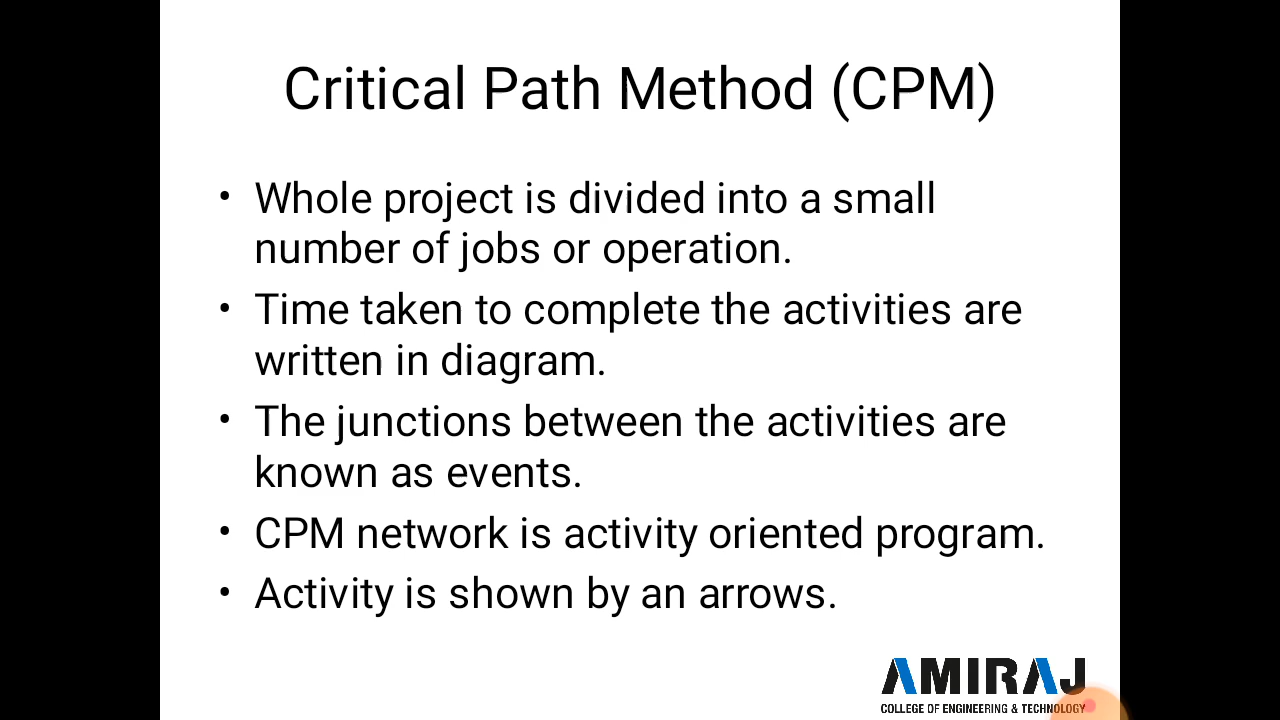 Critical Path Method (CPM)
• Whole project is divided into a small
number of jobs or operation.
• Time taken to complete the activities are
written in diagram.
• The junctions between the activities are
known as events.
• CPM network is activity oriented program.
• Activity is shown by an arrows.
AMIRAJ
COLLEGE OF ENGINEERING & TECHNOLOGY